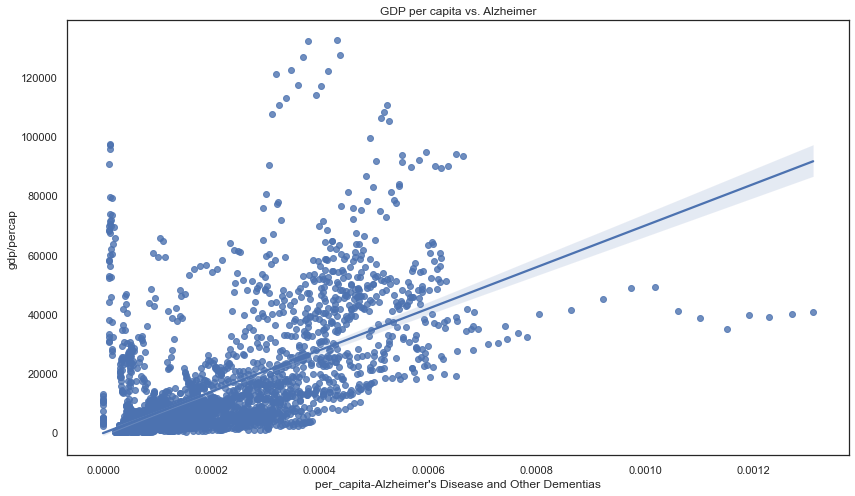 GDP per capita vs. Alzheimer
120000
100000
80000
60000
40000
20000
0
gdp/percap
0.0000 0.0002 0.0004 0.0006 0.0008 0.0010 0.0012
per_capita-Alzheimer's Disease and Other Dementias